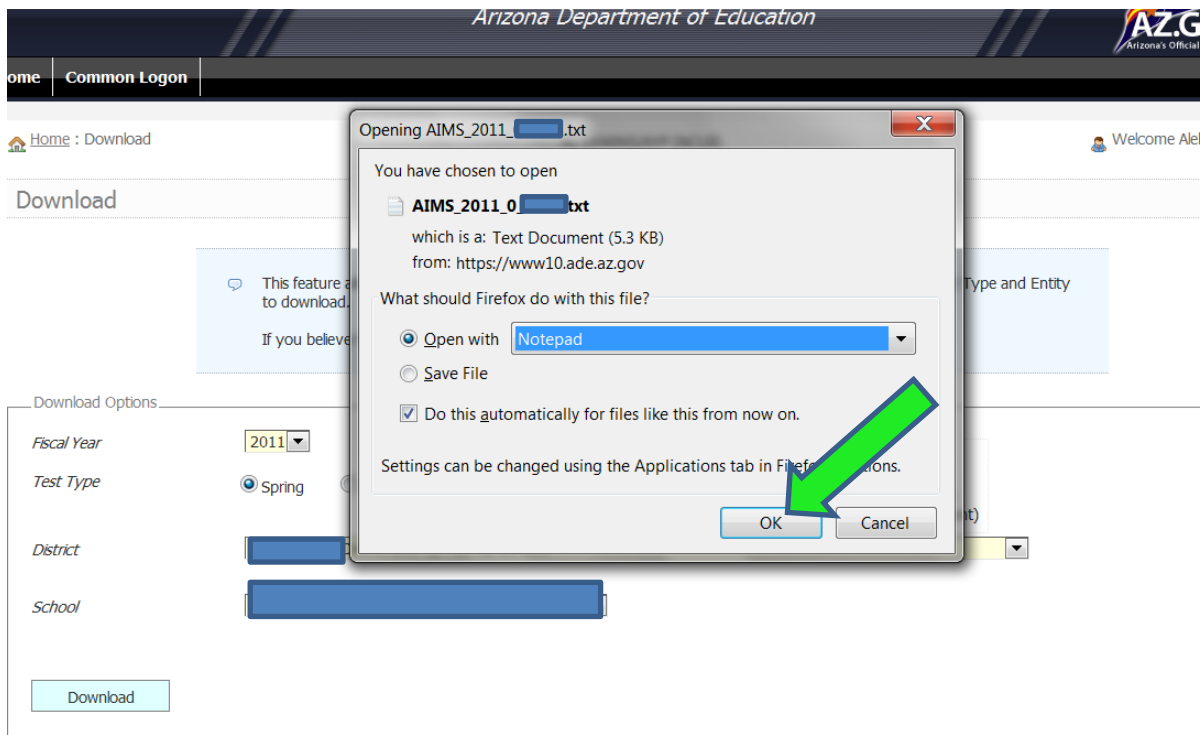 Arizona Department of Education
AZ.G
Arizona's Official
ome
Common Logon
Home : Download
Welcome Ale
Download
This feature a
Type and Entity
to download.
If you believe
Opening AIMS_2011_ .txt
X
You have chosen to open
AIMS_2011_0 txt
which is a: Text Document (5.3 KB)
from: https://www10.ade.az.gov
What should Firefox do with this file?
Open with Notepad
Save File
Do this automatically for files like this from now on.
Settings can be changed using the Applications tab in
OK
Cancel
Download Options
Fiscal Year 2011
Test Type Spring
District
School
Download